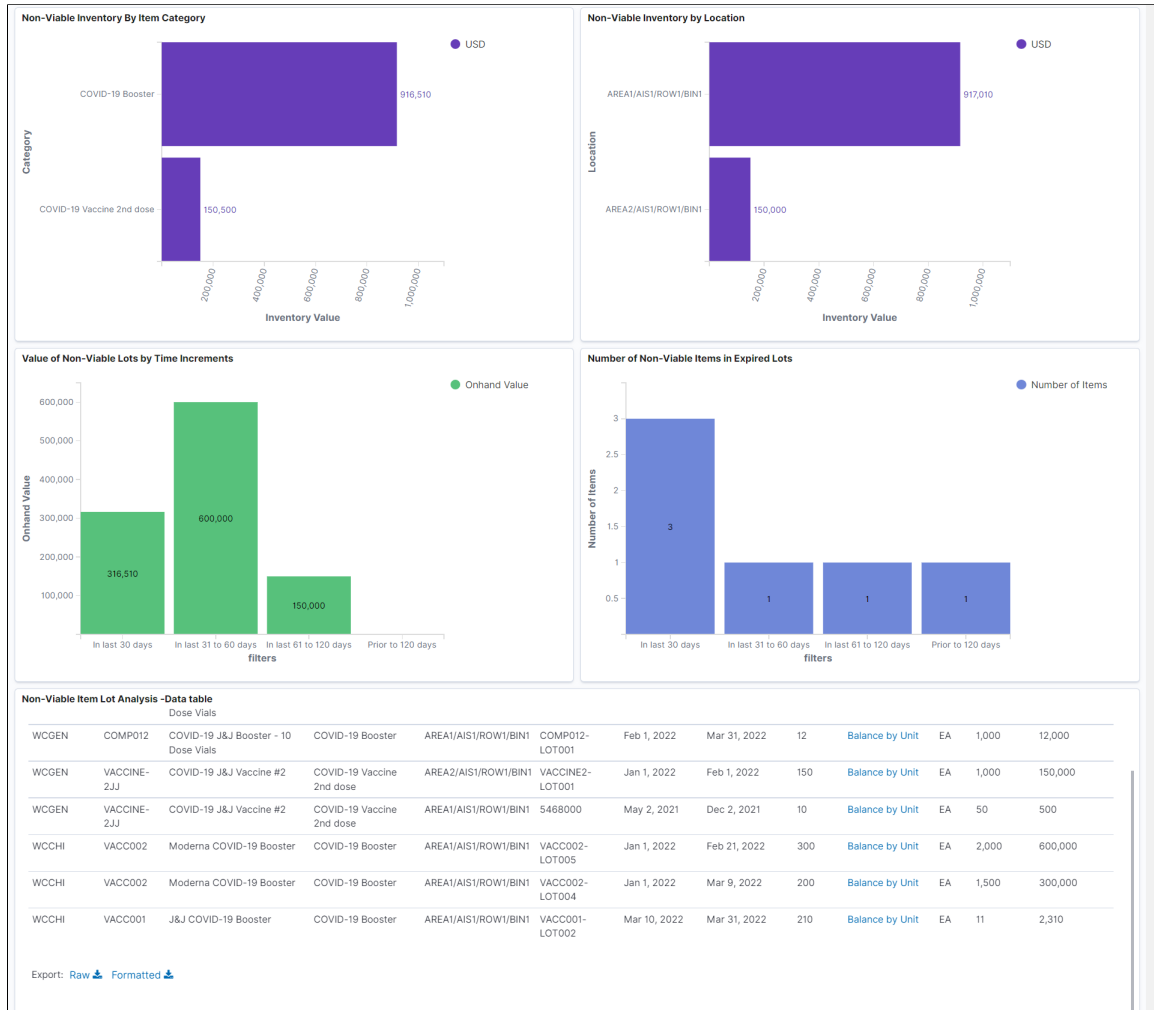 Non-Viable Inventory By Item Category
USD
COVID-19 Booster
916,510
Category
COVID-19 Vaccine 2nd dose
150,500
200,000
400,000
600,000
800,000
1,000,000
Inventory Value
Non-Viable Inventory by Location
USD
AREA1/AIS1/ROW1/BIN1
917,010
Location
AREA2/AIS1/ROW1/BIN1
150,000
200,000
400,000
600,000
800,000
1,000,000
Inventory Value
Value of Non-Viable Lots by Time Increments
Onhand Value
600,000
500,000
400,000
300,000
200,000
100,000
Onhand Value
316,510
600,000
150,000
In last 30 days
In last 31 to 60 days
In last 61 to 120 days
Prior to 120 days
filters
Number of Non-Viable Items in Expired Lots
Number of Items
3
2.5
2
1.5
1
0.5
Number of Items
3
1
1
1
In last 30 days
In last 31 to 60 days
In last 61 to 120 days
Prior to 120 days
filters
Non-Viable Item Lot Analysis -Data table
Dose Vials
WCGEN COMP012 COVID-19 J&J Booster - 10 COVID-19 Booster AREA1/AIS1/ROW1/BIN1 COMP012- Feb 1, 2022 Mar 31, 2022 12 Balance by Unit EA 1,000 12,000
Dose Vials LOT001
WCGEN VACCINE- COVID-19 J&J Vaccine #2 COVID-19 Vaccine AREA2/AIS1/ROW1/BIN1 VACCINE2- Jan 1, 2022 Feb 1, 2022 150 Balance by Unit EA 1,000 150,000
2JJ 2nd dose LOT001
WCGEN VACCINE- COVID-19 J&J Vaccine #2 COVID-19 Vaccine AREA1/AIS1/ROW1/BIN1 5468000 May 2, 2021 Dec 2, 2021 10 Balance by Unit EA 50 500
2JJ 2nd dose
WCCHI VACC002 Moderna COVID-19 Booster COVID-19 Booster AREA1/AIS1/ROW1/BIN1 VACC002- Jan 1, 2022 Feb 21, 2022 300 Balance by Unit EA 2,000 600,000
LOT005
WCCHI VACC002 Moderna COVID-19 Booster COVID-19 Booster AREA1/AIS1/ROW1/BIN1 VACC002- Jan 1, 2022 Mar 9, 2022 200 Balance by Unit EA 1,500 300,000
LOT004
WCCHI VACC001 J&J COVID-19 Booster COVID-19 Booster AREA1/AIS1/ROW1/BIN1 VACC001- Mar 10, 2022 Mar 31, 2022 210 Balance by Unit EA 11 2,310
LOT002
Export: Raw Formatted